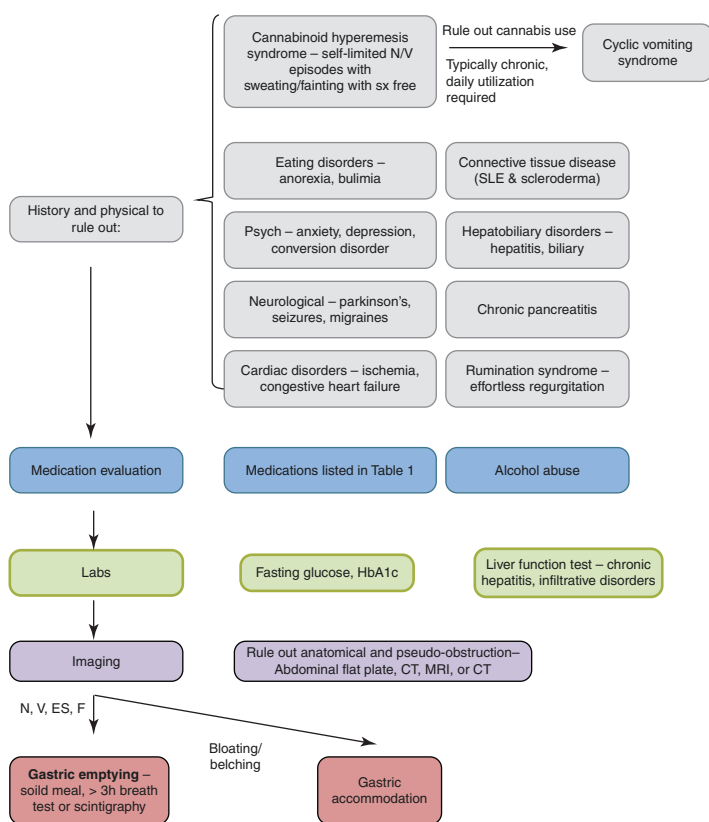 Cannabinoid hyperemesis
syndrome – self-limited N/V
episodes with
sweating/fainting with sx free
Rule out cannabis use
Typically chronic,
daily utilization
required
Cyclic vomiting
syndrome
History and physical to
rule out:
Eating disorders –
anorexia, bulimia
Connective tissue disease
(SLE & scleroderma)
Psych – anxiety, depression,
conversion disorder
Hepatobiliary disorders –
hepatitis, biliary
Neurological – parkinson's,
seizures, migraines
Chronic pancreatitis
Cardiac disorders – ischemia,
congestive heart failure
Rumination syndrome –
effortless regurgitation
Medication evaluation
Medications listed in Table 1
Alcohol abuse
Labs
Fasting glucose, HbA1c
Liver function test – chronic
hepatitis, infiltrative disorders
Imaging
Rule out anatomical and pseudo-obstruction–
Abdominal flat plate, CT, MRI, or CT
N, V, ES, F
Bloating/
belching
Gastric emptying –
soild meal, > 3h breath
test or scintigraphy
Gastric
accommodation